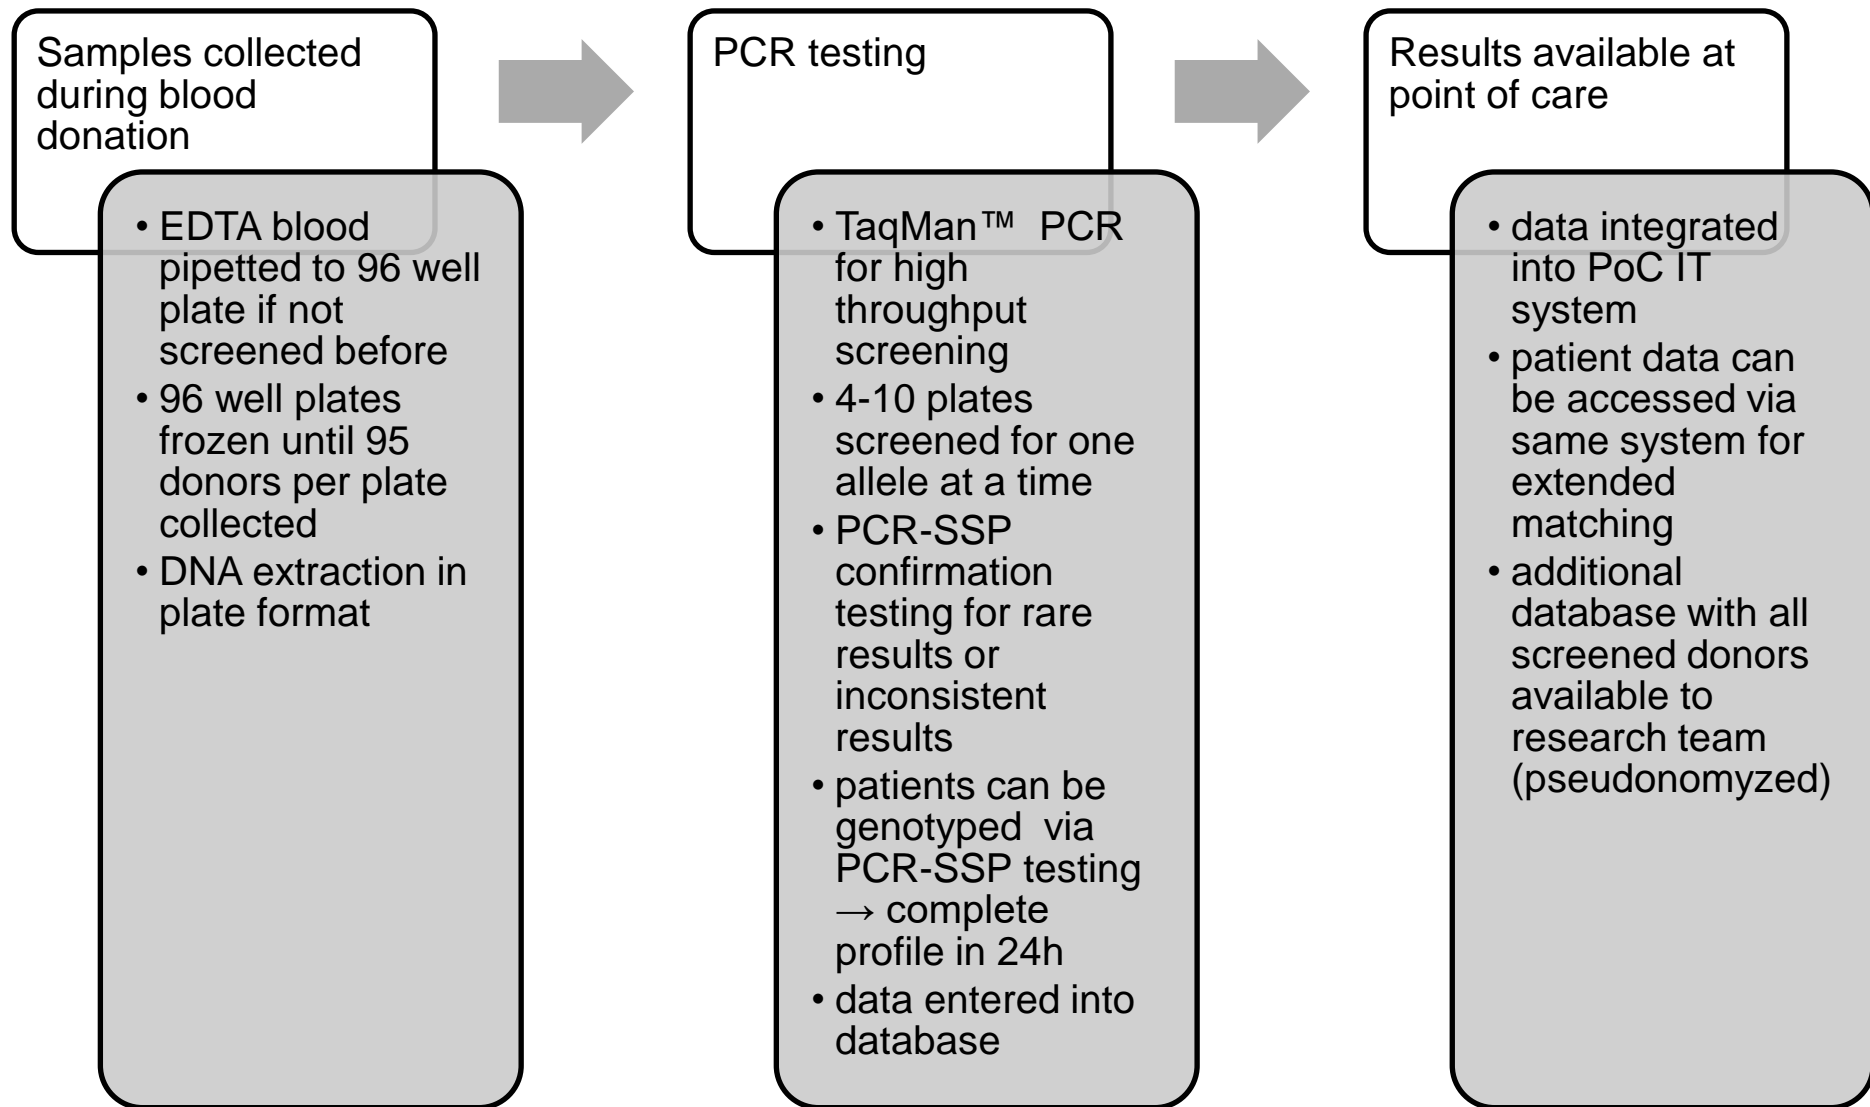 Samples collected
during blood
donation
• EDTA blood
pipetted to 96 well
plate if not
screened before
• 96 well plates
frozen until 95
donors per plate
collected
• DNA extraction in
plate format
PCR testing
• TaqMan™ PCR
for high
throughput
screening
• 4-10 plates
screened for one
allele at a time
• PCR-SSP
confirmation
testing for rare
results or
inconsistent
results
• patients can be
genotyped via
PCR-SSP testing
→ complete
profile in 24h
• data entered into
database
Results available at
point of care
• data integrated
into PoC IT
system
• patient data can
be accessed via
same system for
extended
matching
• additional
database with all
screened donors
available to
research team
(pseudonomyzed)